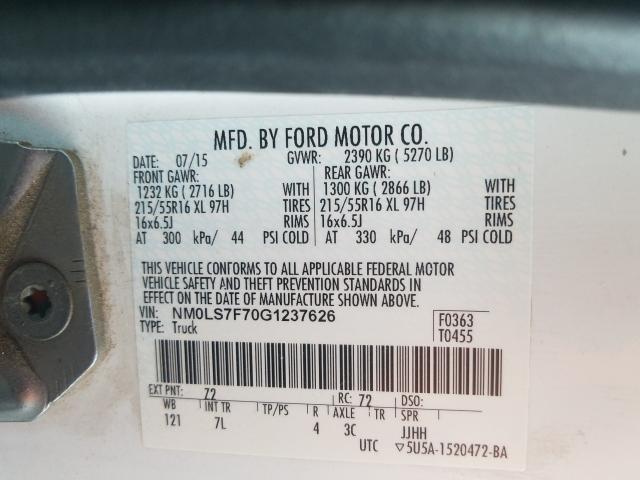 MFD. BY FORD MOTOR CO.
DATE: 07/15 GVWR: 2390 KG ( 5270 LB)
FRONT GAWR: REAR GAWR:
1232 KG ( 2716 LB) WITH 1300 KG ( 2866 LB) WITH
215/55R16 XL 97H TIRES 215/55R16 XL 97H TIRES
16x6.5J RIMS 16x6.5J RIMS
AT 300 kPa/ 44 PSI COLD AT 330 kPa/ 48 PSI COLD
THIS VEHICLE CONFORMS TO ALL APPLICABLE FEDERAL MOTOR
VEHICLE SAFETY AND THEFT PREVENTION STANDARDS IN
EFFECT ON THE DATE OF MANUFACTURE SHOWN ABOVE.
VIN: NM0LS7F70G1237626 F0363
TYPE: Truck T0455
EXT PNT: 72 RC: 72 DSO:
WB INT TR TP/PS R AXLE TR SPR
121 7L 4 3C JJHH
UTC ▽5U5A-1520472-BA